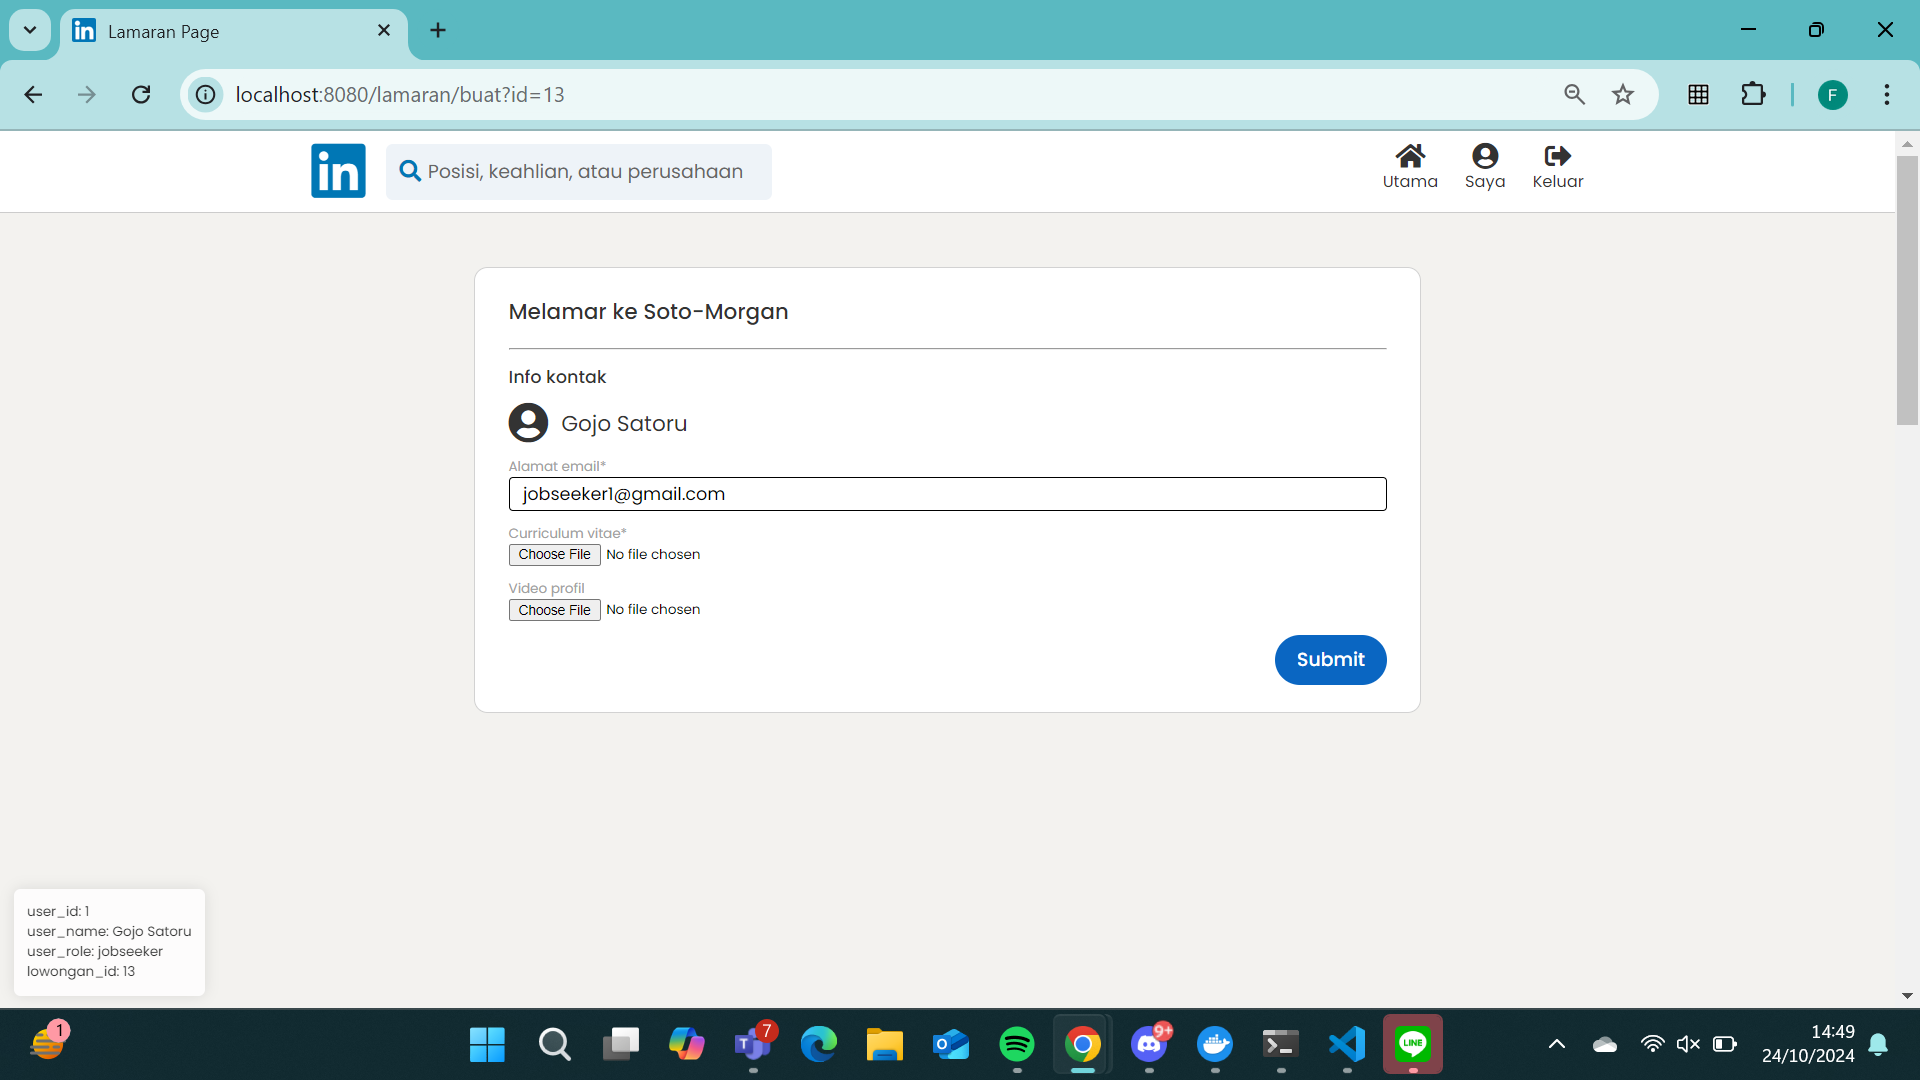 Lamaran Page
localhost:8080/lamaran/buat?id=13
F
in
Posisi, keahlian, atau perusahaan
Utama
Saya
Keluar
Melamar ke Soto-Morgan
Info kontak
Gojo Satoru
Alamat email*
jobseeker1@gmail.com
Curriculum vitae*
Choose File No file chosen
Video profil
Choose File No file chosen
Submit
user_id: 1
user_name: Gojo Satoru
user_role: jobseeker
lowongan_id: 13
1
7
9+
LINE
14:49
24/10/2024